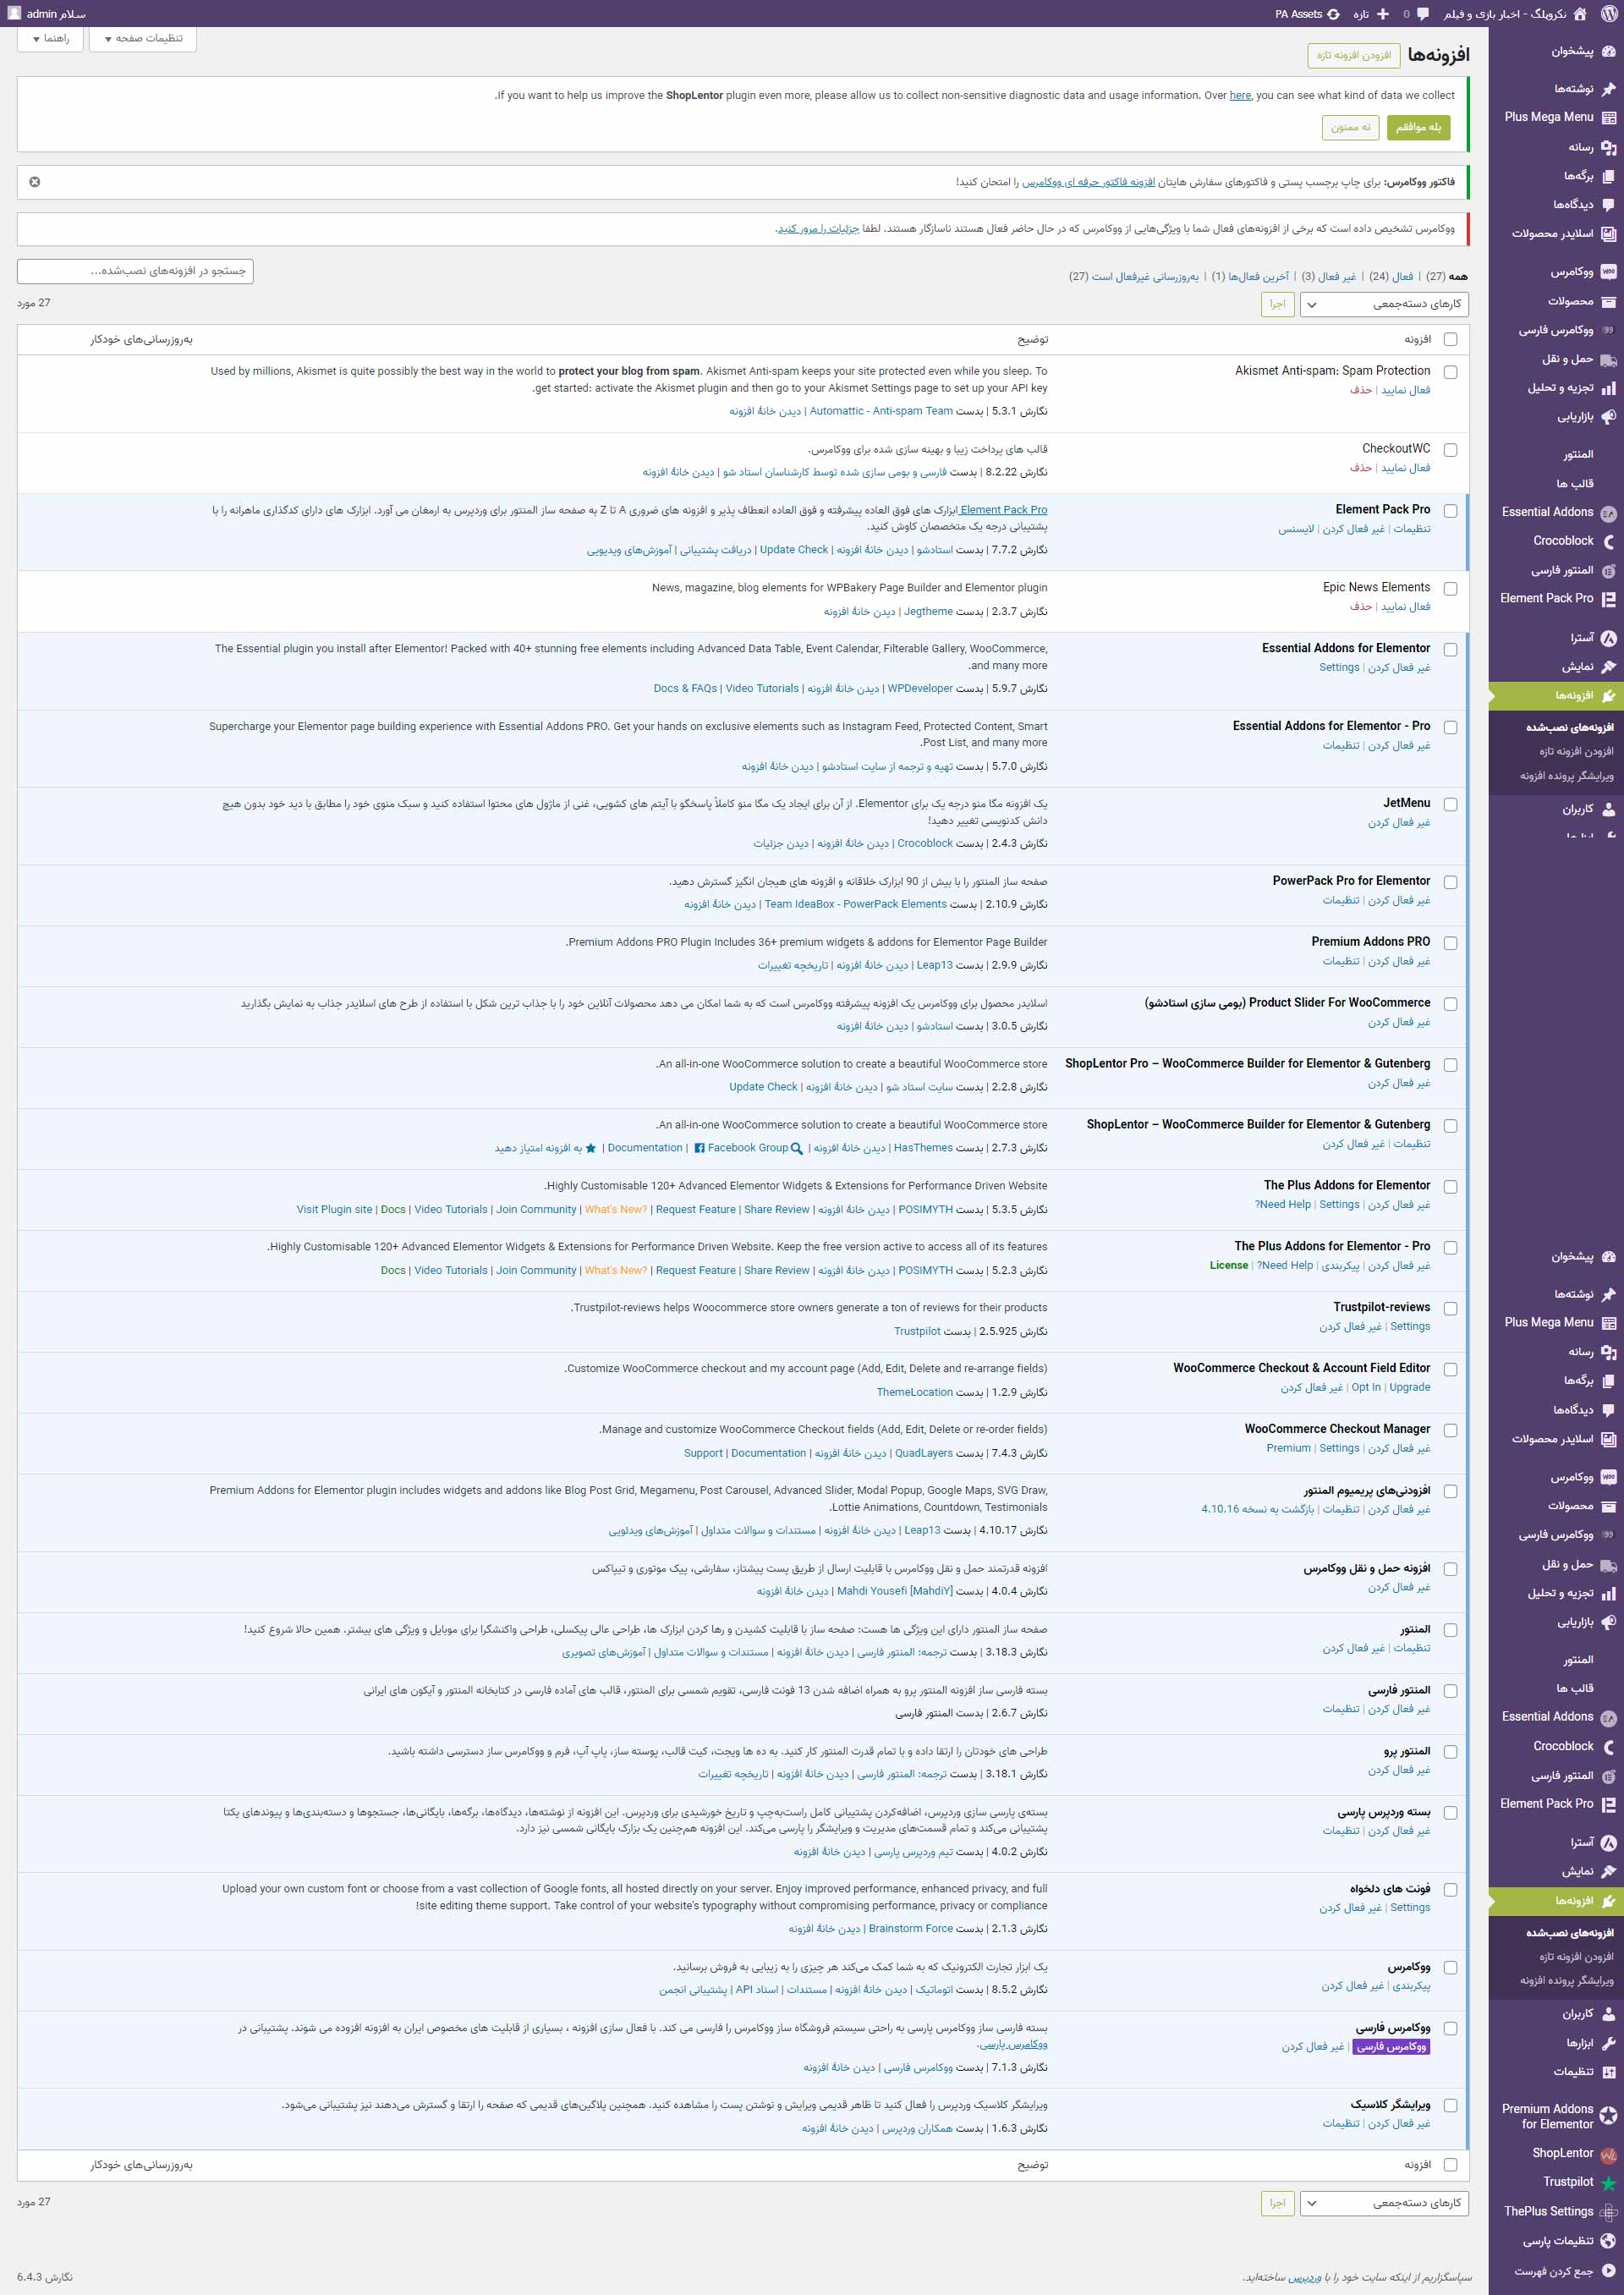 نکروبلگ - اخبار بازی و فیلم
0
تازه
PA Assets
سلام admin
تنظیمات صفحه
راهنما
افزونه‌ها
افزودن افزونه تازه
If you want to help us improve the ShopLentor plugin even more, please allow us to collect non-sensitive diagnostic data and usage information. Over here, you can see what kind of data we collect.
بله موافقم
نه ممنون
فاکتور ووکامرس: برای چاپ برچسب پستی و فاکتورهای سفارش هایتان افزونه فاکتور حرفه ای ووکامرس را امتحان کنید!
ووکامرس تشخیص داده است که برخی از افزونه‌های فعال شما با ویژگی‌هایی از ووکامرس که در حال حاضر فعال هستند ناسازگار هستند. لطفا جزئیات را مرور کنید.
همه (27) | فعال (24) | غیر فعال (3) | آخرین فعال‌ها (1) | به‌روزرسانی غیرفعال است (27)
جستجو در افزونه‌های نصب‌شده...
کارهای دسته‌جمعی
اجرا
27 مورد
افزونه
توضیح
به‌روزرسانی‌های خودکار
Akismet Anti-spam: Spam Protection
فعال نمایید | حذف
Used by millions, Akismet is quite possibly the best way in the world to protect your blog from spam. Akismet Anti-spam keeps your site protected even while you sleep. To
get started: activate the Akismet plugin and then go to your Akismet Settings page to set up your API key.
نگارش 5.3.1 | بدست Automattic - Anti-spam Team | دیدن خانهٔ افزونه
CheckoutWC
فعال نمایید | حذف
قالب های پرداخت زیبا و بهینه سازی شده برای ووکامرس.
نگارش 8.2.22 | بدست فارسی و بومی سازی شده توسط کارشناسان استاد شو | دیدن خانهٔ افزونه
Element Pack Pro
تنظیمات | غیر فعال کردن | لایسنس
Element Pack Pro ابزارک های فوق العاده پیشرفته و فوق العاده انعطاف پذیر و افزونه های ضروری A تا Z به صفحه ساز المنتور برای وردپرس به ارمغان می آورد. ابزارک های دارای کدگذاری ماهرانه را با
پشتیبانی درجه یک متخصصان کاوش کنید.
نگارش 7.7.2 | بدست استادشو | دیدن خانهٔ افزونه | Update Check | دریافت پشتیبانی | آموزش‌های ویدیویی
Epic News Elements
فعال نمایید | حذف
News, magazine, blog elements for WPBakery Page Builder and Elementor plugin
نگارش 2.3.7 | بدست Jegtheme | دیدن خانهٔ افزونه
Essential Addons for Elementor
غیر فعال کردن | Settings
The Essential plugin you install after Elementor! Packed with 40+ stunning free elements including Advanced Data Table, Event Calendar, Filterable Gallery, WooCommerce,
and many more.
نگارش 5.9.7 | بدست WPDeveloper | دیدن خانهٔ افزونه | Docs & FAQs | Video Tutorials
Essential Addons for Elementor - Pro
غیر فعال کردن | تنظیمات
Supercharge your Elementor page building experience with Essential Addons PRO. Get your hands on exclusive elements such as Instagram Feed, Protected Content, Smart
Post List, and many more.
نگارش 5.7.0 | بدست تهیه و ترجمه از سایت استادشو | دیدن خانهٔ افزونه
JetMenu
غیر فعال کردن
یک افزونه مگا منو درجه یک برای Elementor. از آن برای ایجاد یک مگا منو کاملاً پاسخگو با آیتم های کشویی، غنی از ماژول های محتوا استفاده کنید و سبک منوی خود را مطابق با دید خود بدون هیچ
دانش کدنویسی تغییر دهید!
نگارش 2.4.3 | بدست Crocoblock | دیدن خانهٔ افزونه | دیدن جزئیات
PowerPack Pro for Elementor
غیر فعال کردن | تنظیمات
صفحه ساز المنتور را با بیش از 90 ابزارک خلاقانه و افزونه های هیجان انگیز گسترش دهید.
نگارش 2.10.9 | بدست Team IdeaBox - PowerPack Elements | دیدن خانهٔ افزونه
Premium Addons PRO
غیر فعال کردن | تنظیمات
Premium Addons PRO Plugin Includes 36+ premium widgets & addons for Elementor Page Builder.
نگارش 2.9.9 | بدست Leap13 | دیدن خانهٔ افزونه | تاریخچه تغییرات
Product Slider For WooCommerce (بومی سازی استادشو)
غیر فعال کردن
اسلایدر محصول برای ووکامرس یک افزونه پیشرفته ووکامرس است که به شما امکان می دهد محصولات آنلاین خود را با جذاب ترین شکل با استفاده از طرح های اسلایدر جذاب به نمایش بگذارید
نگارش 3.0.5 | بدست استادشو | دیدن خانهٔ افزونه
ShopLentor Pro – WooCommerce Builder for Elementor & Gutenberg
غیر فعال کردن
An all-in-one WooCommerce solution to create a beautiful WooCommerce store.
نگارش 2.2.8 | بدست سایت استاد شو | دیدن خانهٔ افزونه | Update Check
ShopLentor – WooCommerce Builder for Elementor & Gutenberg
تنظیمات | غیر فعال کردن
An all-in-one WooCommerce solution to create a beautiful WooCommerce store.
نگارش 2.7.3 | بدست HasThemes | دیدن خانهٔ افزونه | Facebook Group | Documentation | به افزونه امتیاز دهید
The Plus Addons for Elementor
غیر فعال کردن | Settings | Need Help?
Highly Customisable 120+ Advanced Elementor Widgets & Extensions for Performance Driven Website.
نگارش 5.3.5 | بدست POSIMYTH | دیدن خانهٔ افزونه | Visit Plugin site | Docs | Video Tutorials | Join Community | What's New? | Request Feature | Share Review
The Plus Addons for Elementor - Pro
غیر فعال کردن | پیکربندی | Need Help? | License
Highly Customisable 120+ Advanced Elementor Widgets & Extensions for Performance Driven Website. Keep the free version active to access all of its features.
نگارش 5.2.3 | بدست POSIMYTH | دیدن خانهٔ افزونه | Docs | Video Tutorials | Join Community | What's New? | Request Feature | Share Review
Trustpilot-reviews
Settings | غیر فعال کردن
Trustpilot-reviews helps Woocommerce store owners generate a ton of reviews for their products.
نگارش 2.5.925 | بدست Trustpilot
WooCommerce Checkout & Account Field Editor
غیر فعال کردن | Opt In | Upgrade
Customize WooCommerce checkout and my account page (Add, Edit, Delete and re-arrange fields).
نگارش 1.2.9 | بدست ThemeLocation
WooCommerce Checkout Manager
غیر فعال کردن | Settings | Premium
Manage and customize WooCommerce Checkout fields (Add, Edit, Delete or re-order fields).
نگارش 7.4.3 | بدست QuadLayers | دیدن خانهٔ افزونه | Support | Documentation
افزودنی‌های پریمیوم المنتور
غیر فعال کردن | تنظیمات | بازگشت به نسخه 4.10.16
Premium Addons for Elementor plugin includes widgets and addons like Blog Post Grid, Megamenu, Post Carousel, Advanced Slider, Modal Popup, Google Maps, SVG Draw,
Lottie Animations, Countdown, Testimonials.
نگارش 4.10.17 | بدست Leap13 | دیدن خانهٔ افزونه | مستندات و سوالات متداول | آموزش‌های ویدئویی
افزونه حمل و نقل ووکامرس
غیر فعال کردن
افزونه قدرتمند حمل و نقل ووکامرس با قابلیت ارسال از طریق پست پیشتاز، سفارشی، پیک موتوری و تیپاکس
نگارش 4.0.4 | بدست Mahdi Yousefi [MahdiY] | دیدن خانهٔ افزونه
المنتور
تنظیمات | غیر فعال کردن
صفحه ساز المنتور دارای این ویژگی ها هست: صفحه ساز با قابلیت کشیدن و رها کردن ابزارک ها، طراحی عالی پیکسلی، طراحی واکنشگرا برای موبایل و ویژگی های بیشتر. همین حالا شروع کنید!
نگارش 3.18.3 | بدست ترجمه: المنتور فارسی | دیدن خانهٔ افزونه | مستندات و سوالات متداول | آموزش‌های تصویری
المنتور فارسی
غیر فعال کردن | تنظیمات
بسته فارسی ساز افزونه المنتور پرو به همراه اضافه شدن 13 فونت فارسی، تقویم شمسی برای المنتور، قالب های آماده فارسی در کتابخانه المنتور و آیکون های ایرانی
نگارش 2.6.7 | بدست المنتور فارسی
المنتور پرو
غیر فعال کردن
طراحی های خودتان را ارتقا داده و با تمام قدرت المنتور کار کنید. به ده ها ویجت، کیت قالب، پوسته ساز، پاپ آپ، فرم و ووکامرس ساز دسترسی داشته باشید.
نگارش 3.18.1 | بدست ترجمه: المنتور فارسی | دیدن خانهٔ افزونه | تاریخچه تغییرات
بسته وردپرس پارسی
غیر فعال کردن | تنظیمات
بسته‌ی پارسی سازی وردپرس، اضافه‌کردن پشتیبانی کامل راست‌به‌چپ و تاریخ خورشیدی برای وردپرس. این افزونه از نوشته‌ها، دیدگاه‌ها، برگه‌ها، بایگانی‌ها، جستجوها و دسته‌بندی‌ها و پیوندهای یکتا
پشتیبانی می‌کند و تمام قسمت‌های مدیریت و ویرایشگر را پارسی می‌کند. این افزونه هم‌چنین یک بزارک بایگانی شمسی نیز دارد.
نگارش 4.0.2 | بدست تیم وردپرس پارسی | دیدن خانهٔ افزونه
فونت های دلخواه
Settings | غیر فعال کردن
Upload your own custom font or choose from a vast collection of Google fonts, all hosted directly on your server. Enjoy improved performance, enhanced privacy, and full
site editing theme support. Take control of your website's typography without compromising performance, privacy or compliance!
نگارش 2.1.3 | بدست Brainstorm Force | دیدن خانهٔ افزونه
ووکامرس
پیکربندی | غیر فعال کردن
یک ابزار تجارت الکترونیک که به شما کمک می‌کند هر چیزی را به زیبایی به فروش برسانید.
نگارش 8.5.2 | بدست اتوماتیک | دیدن خانهٔ افزونه | مستندات | اسناد API | پشتیبانی انجمن
ووکامرس فارسی
ووکامرس فارسی | غیر فعال کردن
بسته فارسی ساز ووکامرس پارسی به راحتی سیستم فروشگاه ساز ووکامرس را فارسی می کند. با فعال سازی افزونه ، بسیاری از قابلیت های مخصوص ایران به افزونه افزوده می شوند. پشتیبانی در
ووکامرس پارسی.
نگارش 7.1.3 | بدست ووکامرس فارسی | دیدن خانهٔ افزونه
ویرایشگر کلاسیک
غیر فعال کردن | تنظیمات
ویرایشگر کلاسیک وردپرس را فعال کنید تا ظاهر قدیمی ویرایش و نوشتن پست را مشاهده کنید. همچنین پلاگین‌های قدیمی که صفحه را ارتقا و گسترش می‌دهند نیز پشتیبانی می‌شود.
نگارش 1.6.3 | بدست همکاران وردپرس | دیدن خانهٔ افزونه
افزونه
توضیح
به‌روزرسانی‌های خودکار
کارهای دسته‌جمعی
اجرا
27 مورد
سپاسگزاریم از اینکه سایت خود را با وردپرس ساخته‌اید.
نگارش 6.4.3
پیشخوان
نوشته‌ها
Plus Mega Menu
رسانه
برگه‌ها
دیدگاه‌ها
اسلایدر محصولات
ووکامرس
محصولات
ووکامرس فارسی
حمل و نقل
تجزیه و تحلیل
بازاریابی
المنتور
قالب ها
Essential Addons
Crocoblock
المنتور فارسی
Element Pack Pro
آسترا
نمایش
افزونه‌ها
افزونه‌های نصب‌شده
افزودن افزونه تازه
ویرایشگر پرونده افزونه
کاربران
پیشخوان
نوشته‌ها
Plus Mega Menu
رسانه
برگه‌ها
دیدگاه‌ها
اسلایدر محصولات
ووکامرس
محصولات
ووکامرس فارسی
حمل و نقل
تجزیه و تحلیل
بازاریابی
المنتور
قالب ها
Essential Addons
Crocoblock
المنتور فارسی
Element Pack Pro
آسترا
نمایش
افزونه‌ها
افزونه‌های نصب‌شده
افزودن افزونه تازه
ویرایشگر پرونده افزونه
کاربران
ابزارها
تنظیمات
Premium Addons
for Elementor
ShopLentor
Trustpilot
ThePlus Settings
تنظیمات پارسی
جمع کردن فهرست